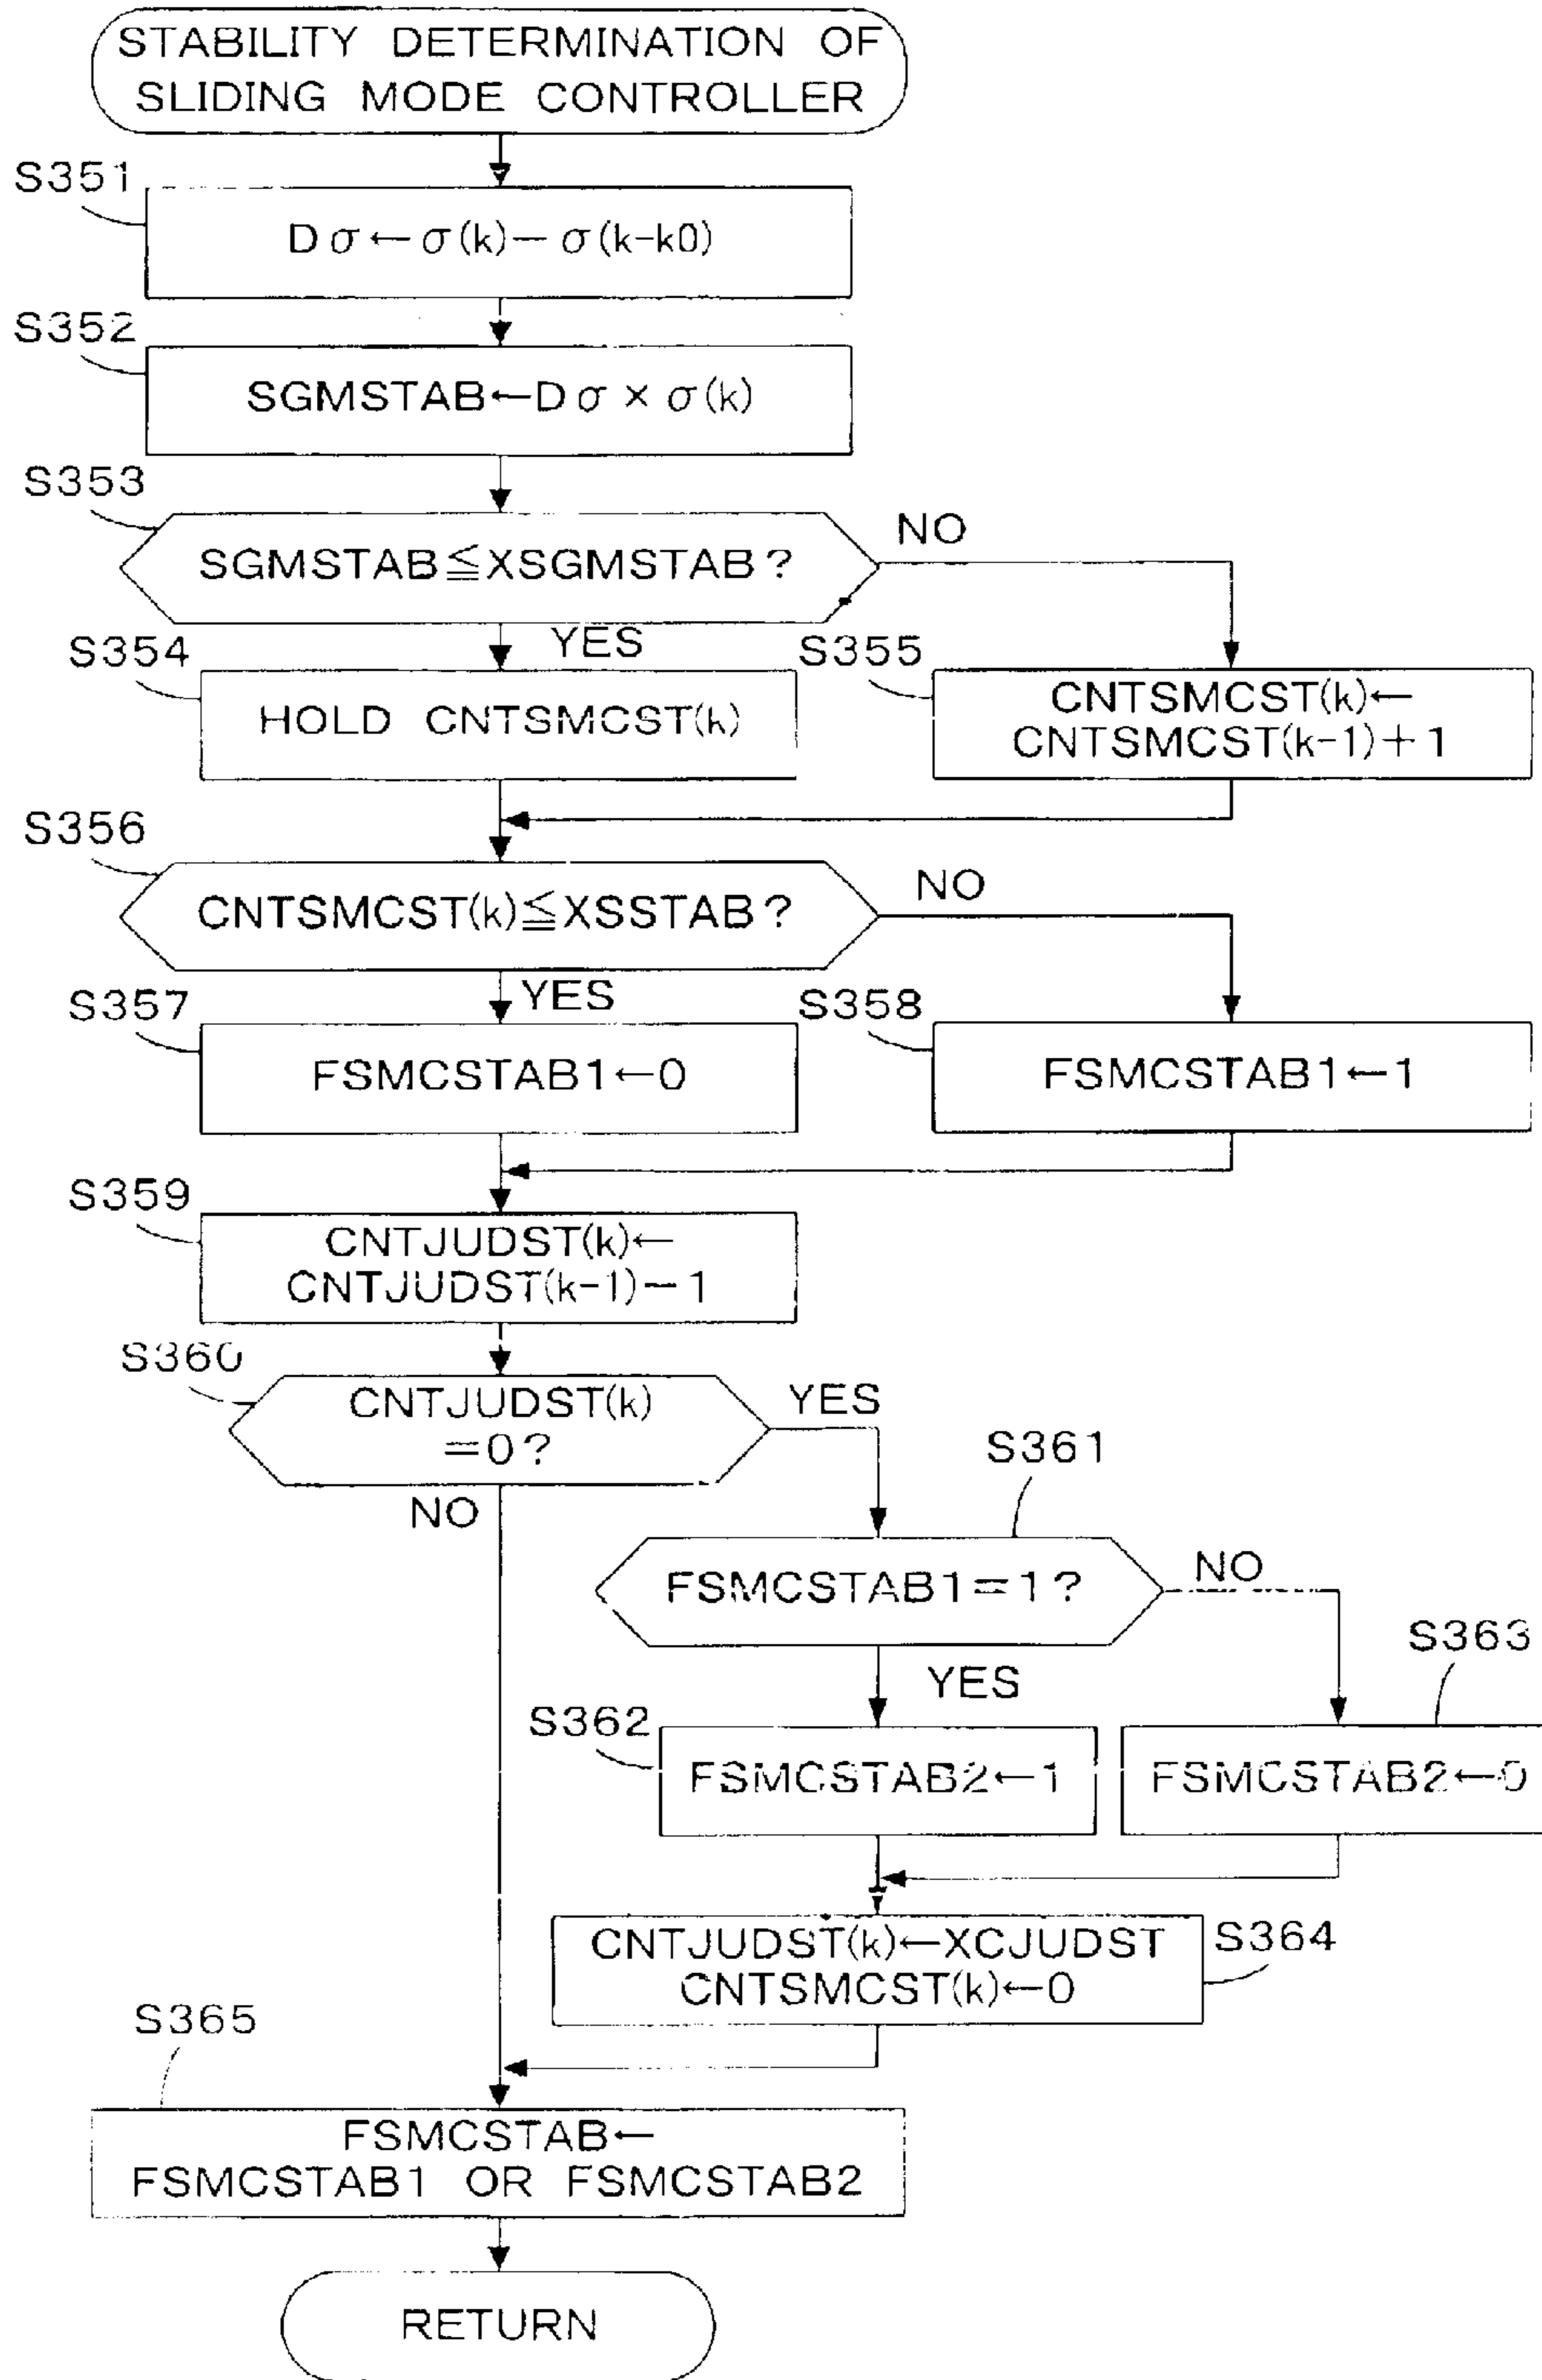 STABILITY DETERMINATION OF
SLIDING MODE CONTROLLER
S351
Dσ←σ(k)−σ(k-k0)
S352
SGMSTAB←Dσ×σ(k)
S353
SGMSTAB≦XSGMSTAB?
NO
YES
S354
HOLD CNTSMCST(k)
S355
CNTSMCST(k)←
CNTSMCST(k-1)+1
S356
CNTSMCST(k)≦XSSTAB?
NO
YES
S357
FSMCSTAB1←0
S358
FSMCSTAB1←1
S359
CNTJUDST(k)←
CNTJUDST(k-1)−1
S360
CNTJUDST(k)
=0?
YES
NO
S361
FSMCSTAB1=1?
NO
YES
S362
FSMCSTAB2←1
S363
FSMCSTAB2←0
CNTJUDST(k)←XCJUDST
CNTSMCST(k)←0
S364
S365
FSMCSTAB←
FSMCSTAB1 OR FSMCSTAB2
RETURN